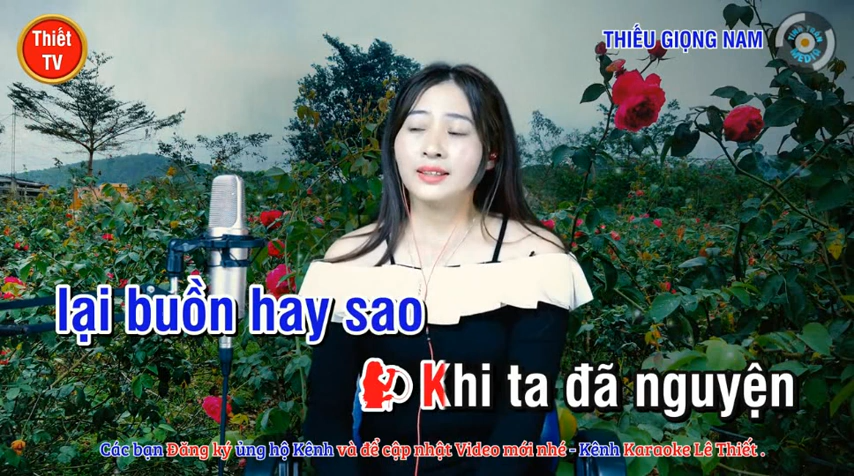 Thiết
TV
THIẾU GIỌNG NAM
lại buồn hay sao
Khi ta đã nguyện
Các bạn Đăng ký ủng hộ Kênh và để cập nhật Video mới nhé - Kênh Karaoke Lê Thiết .